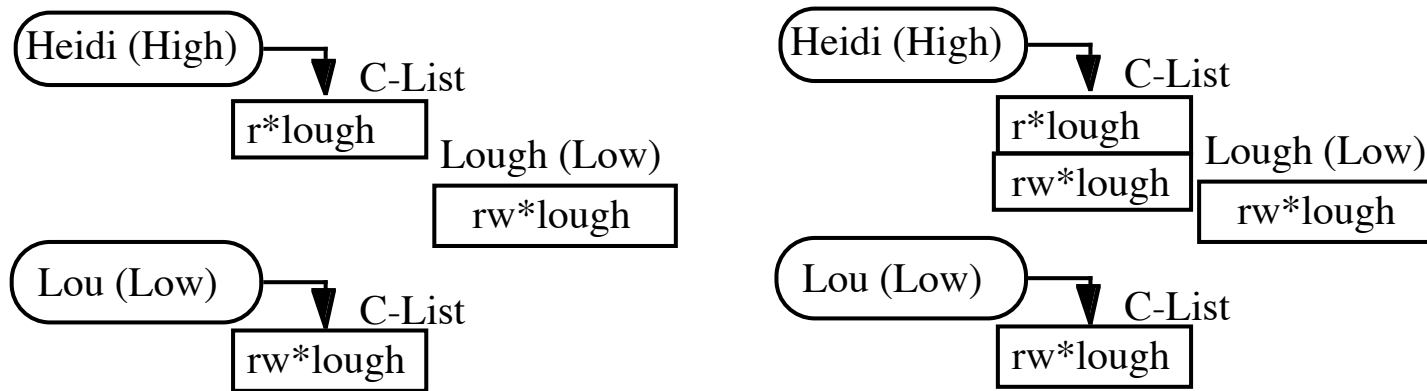 Heidi (High)
C-List
r*lough
Lough (Low)
rw*lough
Lou (Low)
C-List
rw*lough
Heidi (High)
C-List
r*lough
rw*lough
Lough (Low)
rw*lough
Lou (Low)
C-List
rw*lough